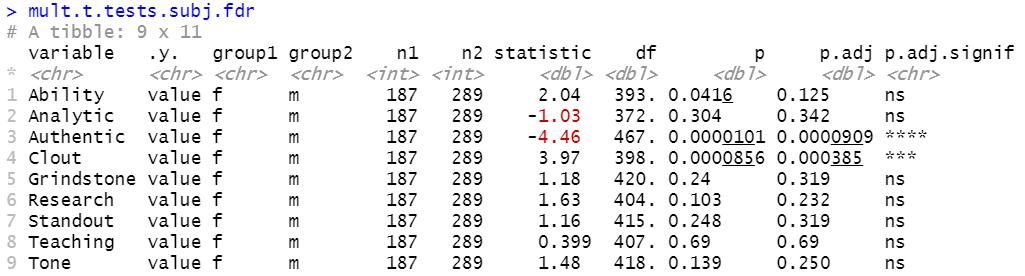 > mult.t.tests.subj.fdr
# A tibble: 9 x 11
  variable   .y.   group1 group2    n1    n2 statistic    df         p     p.adj p.adj.signif
* <chr>      <chr> <chr>  <chr>  <int> <int>     <dbl> <dbl>     <dbl>     <dbl> <chr>
1 Ability    value f      m        187   289     2.04   393. 0.0416    0.125     ns
2 Analytic   value f      m        187   289    -1.03   372. 0.304     0.342     ns
3 Authentic  value f      m        187   289    -4.46   467. 0.0000101 0.0000909 ****
4 Clout      value f      m        187   289     3.97   398. 0.0000856 0.000385  ***
5 Grindstone value f      m        187   289     1.18   420. 0.24      0.319     ns
6 Research   value f      m        187   289     1.63   404. 0.103     0.232     ns
7 Standout   value f      m        187   289     1.16   415. 0.248     0.319     ns
8 Teaching   value f      m        187   289     0.399  407. 0.69      0.69      ns
9 Tone       value f      m        187   289     1.48   418. 0.139     0.250     ns